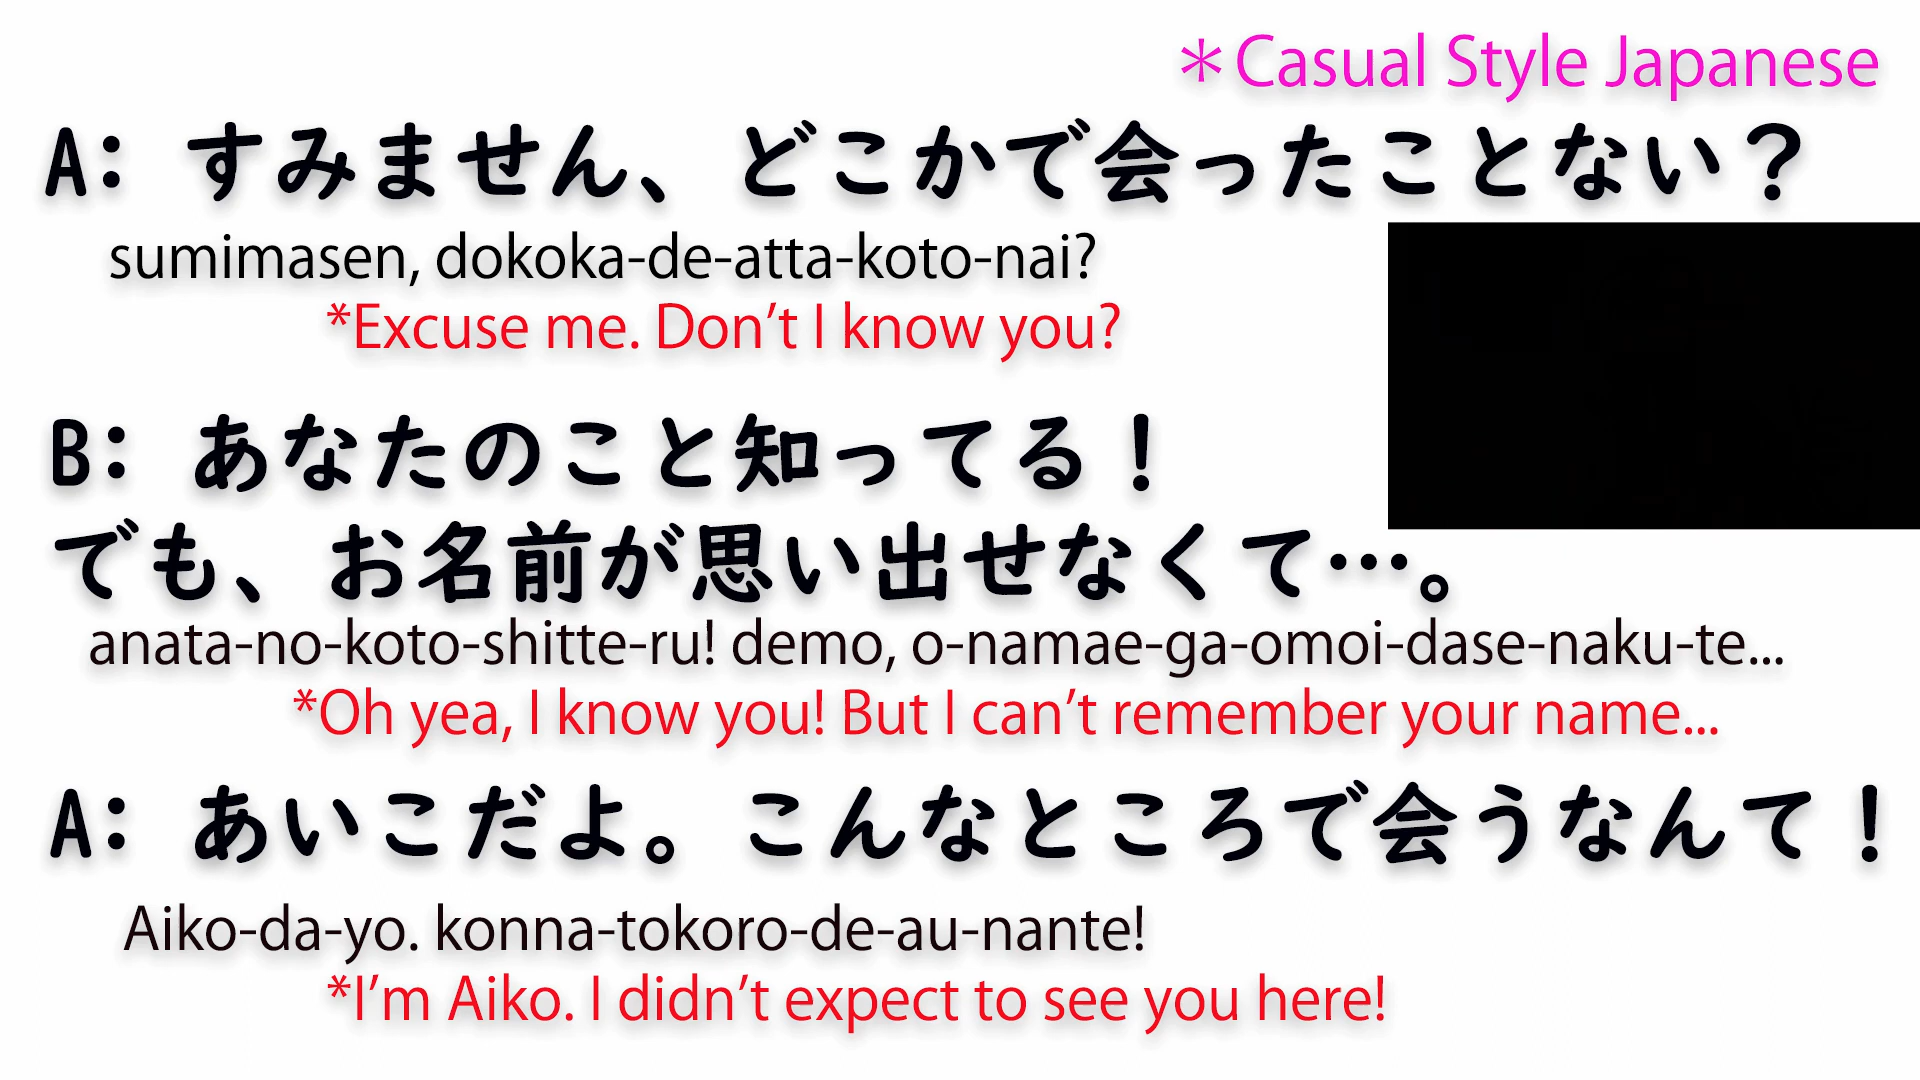 ＊Casual Style Japanese
A: すみません、どこかで会ったことない？
sumimasen, dokoka-de-atta-koto-nai?
*Excuse me. Don’t I know you?
B: あなたのこと知ってる！
でも、お名前が思い出せなくて…。
anata-no-koto-shitte-ru! demo, o-namae-ga-omoi-dase-naku-te...
*Oh yea, I know you! But I can’t remember your name...
A: あいこだよ。こんなところで会うなんて！
Aiko-da-yo. konna-tokoro-de-au-nante!
*I’m Aiko. I didn’t expect to see you here!